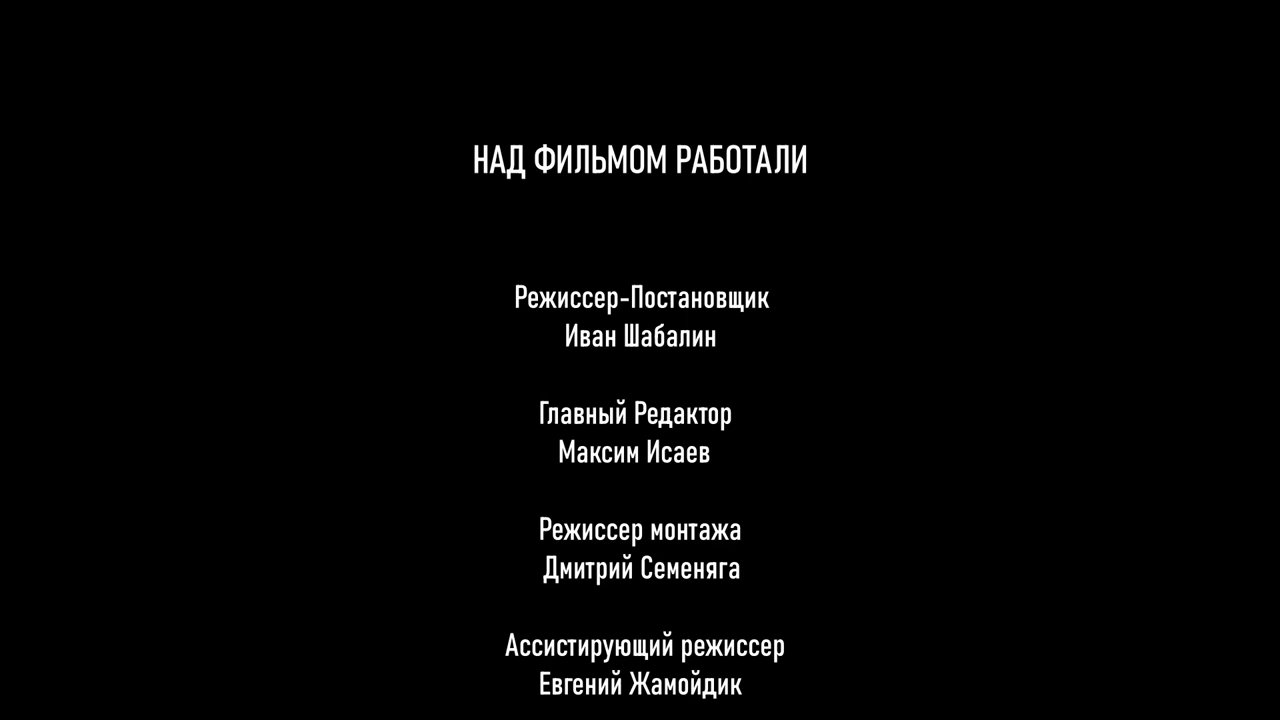 НАД ФИЛЬМОМ РАБОТАЛИ
Режиссер-Постановщик
Иван Шабалин
Главный Редактор
Максим Исаев
Режиссер монтажа
Дмитрий Семеняга
Ассистирующий режиссер
Евгений Жамойдик